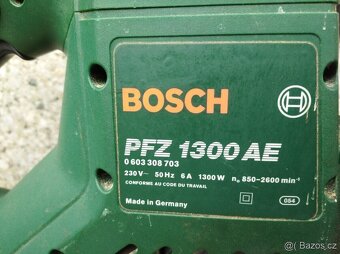 BOSCH
PFZ 1300 AE
0 603 308 703
230 V~ 50 Hz 6 A 1300 W n₀ 850-2600 min⁻¹
CONFORME AU CODE DU TRAVAIL
Made in Germany
064
Bazos.cz